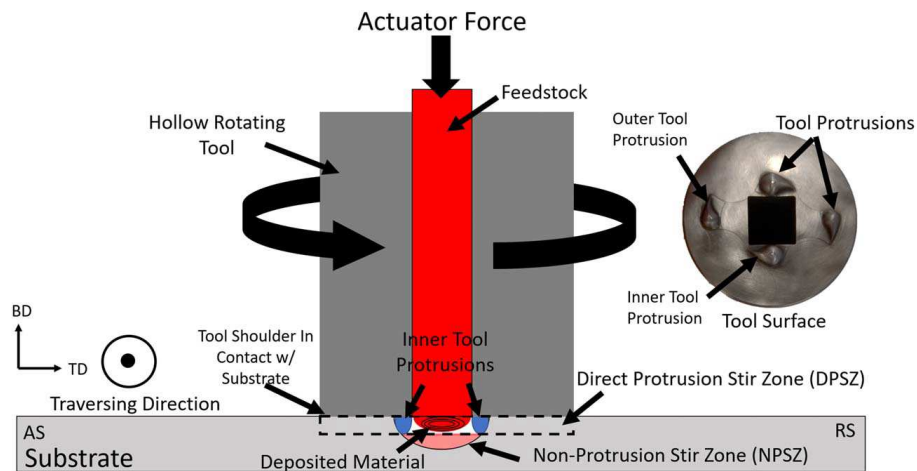 Actuator Force
Feedstock
Hollow Rotating
Tool
Outer Tool
Protrusion
Tool Protrusions
Inner Tool
Protrusion
Tool Surface
BD
TD
Traversing Direction
Tool Shoulder In
Contact w/
Substrate
Inner Tool
Protrusions
Direct Protrusion Stir Zone (DPSZ)
AS
RS
Substrate
Deposited Material
Non-Protrusion Stir Zone (NPSZ)